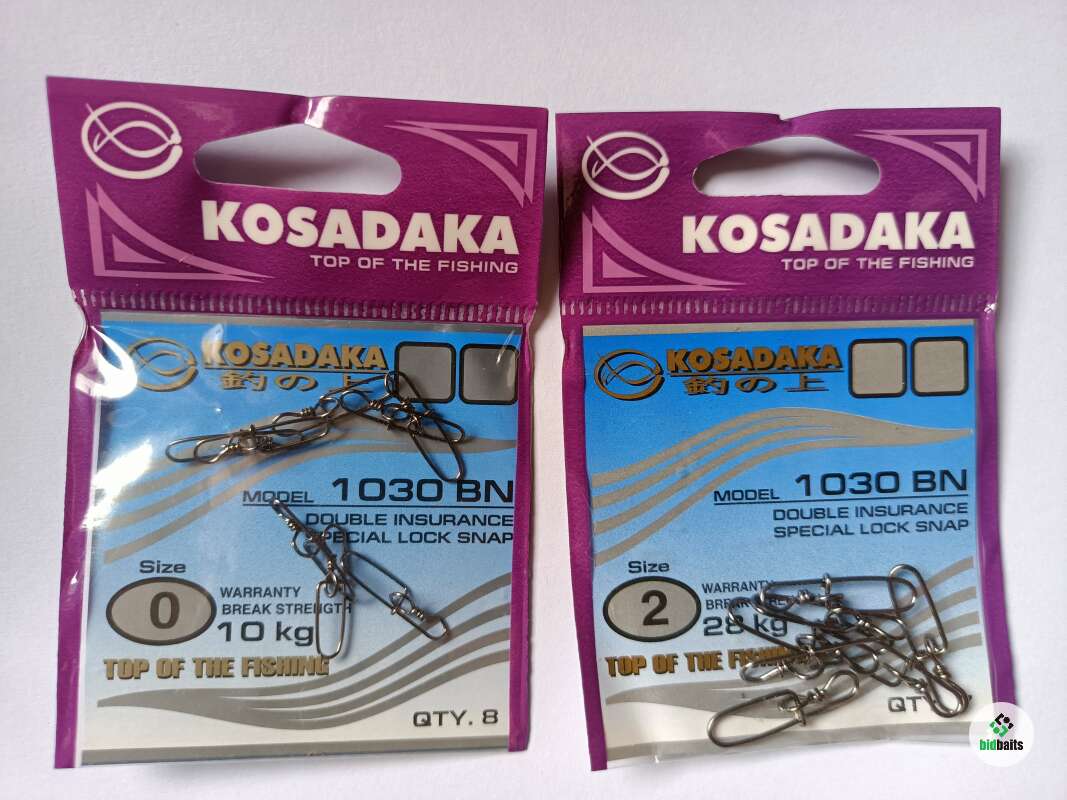 KOSADAKA
TOP OF THE FISHING
KOSADAKA
釣の上
MODEL 1030 BN
DOUBLE INSURANCE
SPECIAL LOCK SNAP
Size
0
WARRANTY
BREAK STRENGTH
10 kg
TOP OF THE FISHING
QTY. 8
KOSADAKA
TOP OF THE FISHING
KOSADAKA
釣の上
MODEL 1030 BN
DOUBLE INSURANCE
SPECIAL LOCK SNAP
Size
2
WARRANTY
28 kg
TOP OF THE
bidbaits